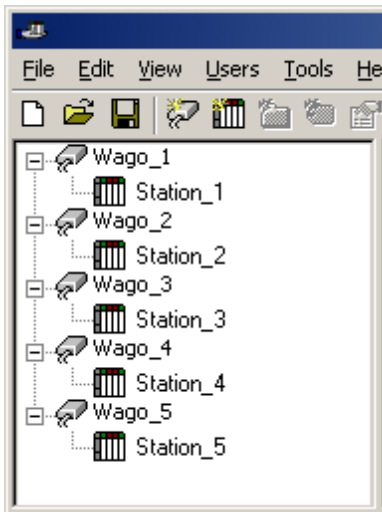 File Edit View Users Tools He
Wago_1
Station_1
Wago_2
Station_2
Wago_3
Station_3
Wago_4
Station_4
Wago_5
Station_5